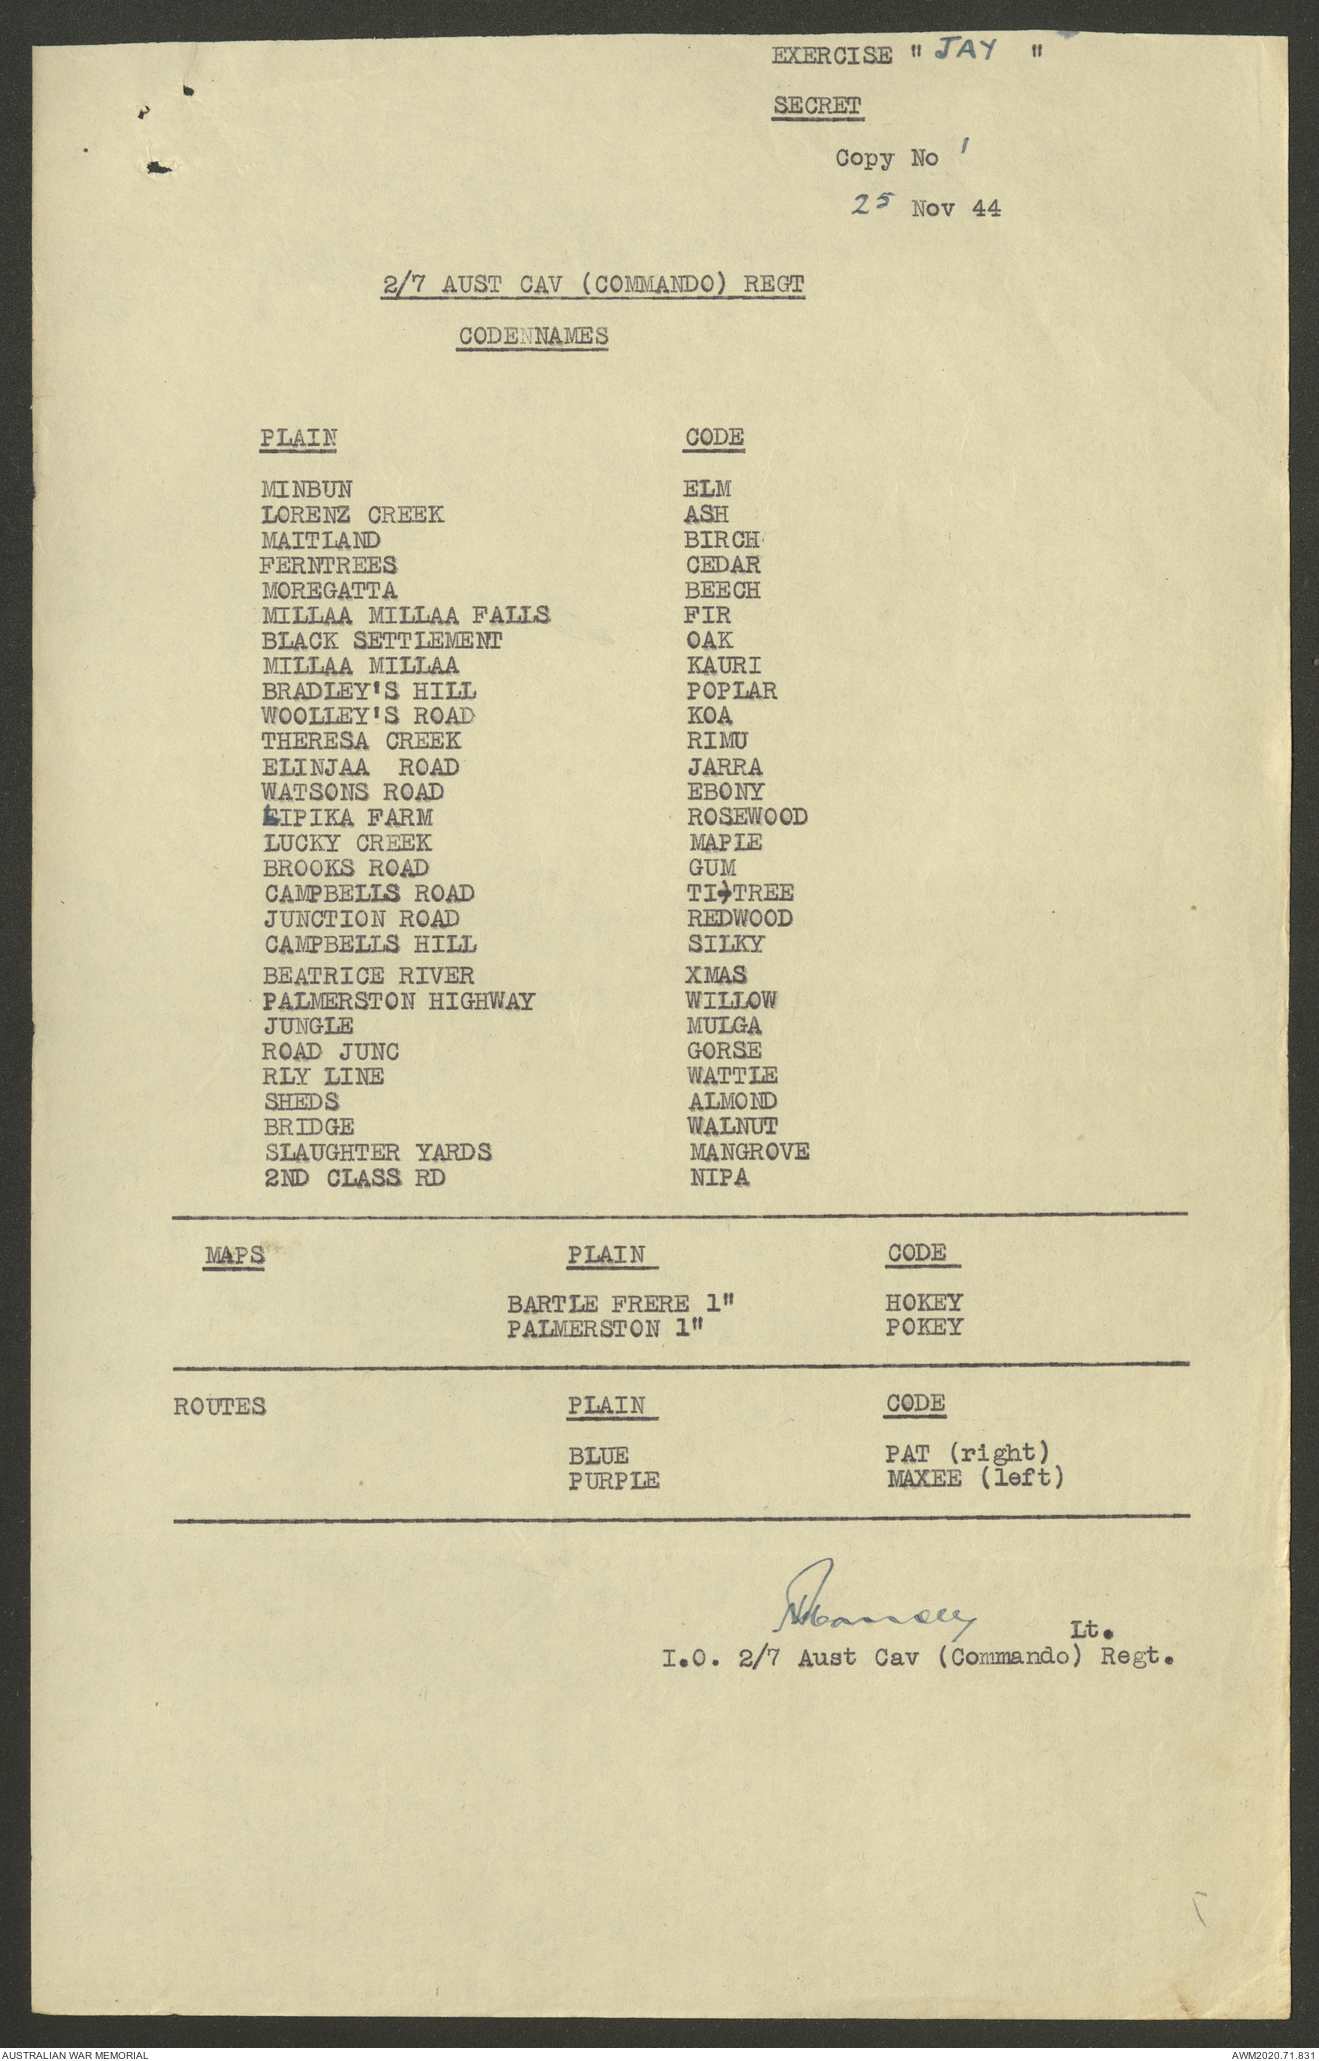 EXERCISE " JAY "
SECRET
Copy No 1
25 Nov 44
2/7 AUST CAV (COMMANDO) REGT
CODENNAMES
PLAIN CODE
MINBUN ELM
LORENZ CREEK ASH
MAITLAND BIRCH
FERNTREES CEDAR
MOREGATTA BEECH
MILLAA MILLAA FALLS FIR
BLACK SETTLEMENT OAK
MILLAA MILLAA KAURI
BRADLEY'S HILL POPLAR
WOOLLEY'S ROAD KOA
THERESA CREEK RIMU
ELINJAA ROAD JARRA
WATSONS ROAD EBONY
FARM ROSEWOOD
LUCKY CREEK MAPLE
BROOKS ROAD GUM
CAMPBELLS ROAD TI-TREE
JUNCTION ROAD REDWOOD
CAMPBELLS HILL SILKY
BEATRICE RIVER XMAS
PALMERSTON HIGHWAY WILLOW
JUNGLE MULGA
ROAD JUNC GORSE
RLY LINE WATTLE
SHEDS ALMOND
BRIDGE WALNUT
SLAUGHTER YARDS MANGROVE
2ND CLASS RD NIPA
MAPS PLAIN CODE
BARTLE FRERE 1" HOKEY
PALMERSTON 1" POKEY
ROUTES PLAIN CODE
BLUE PAT (right)
PURPLE MAXEE (left)
Lt.
I.O. 2/7 Aust Cav (Commando) Regt.
AUSTRALIAN WAR MEMORIAL AWM2020.71.831